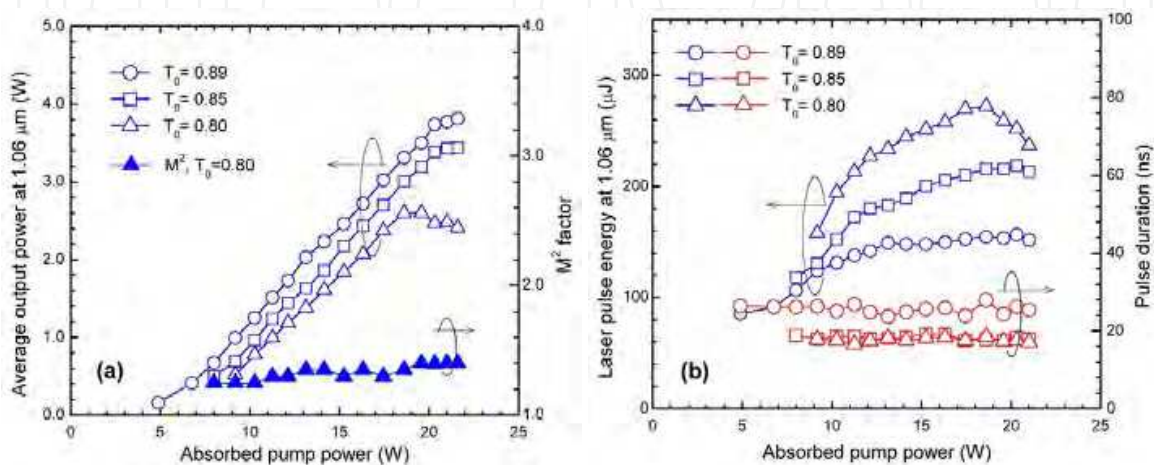 5.0
4.0
3.0
2.0
1.0
0.0
Average output power at 1.06 μm (W)
T₀= 0.89
T₀= 0.85
T₀= 0.80
M², T₀=0.80
(a)
4.0
3.0
2.0
1.0
M² factor
0 5 10 15 20 25
Absorbed pump power (W)
300
200
100
0
Laser pulse energy at 1.06 μm (μJ)
T₀= 0.89
T₀= 0.85
T₀= 0.80
(b)
100
80
60
40
20
0
Pulse duration (ns)
0 5 10 15 20 25
Absorbed pump power (W)